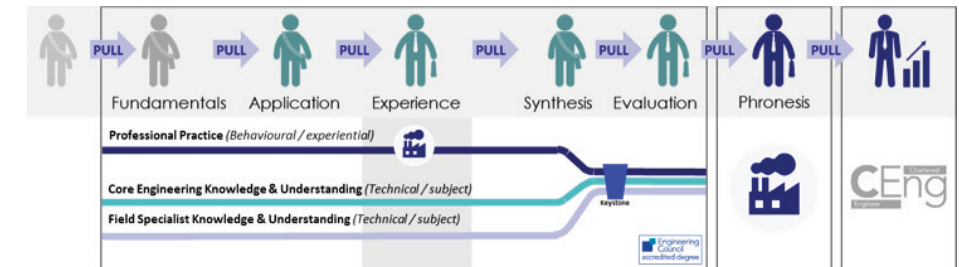 PULL PULL PULL PULL PULL PULL PULL
Fundamentals Application Experience Synthesis Evaluation Phronesis
Professional Practice (Behavioural / experiential)
Core Engineering Knowledge & Understanding (Technical / subject)
Keystone
Field Specialist Knowledge & Understanding (Technical / subject)
Engineering
Council
accredited degree
Chartered
CEng
Engineer